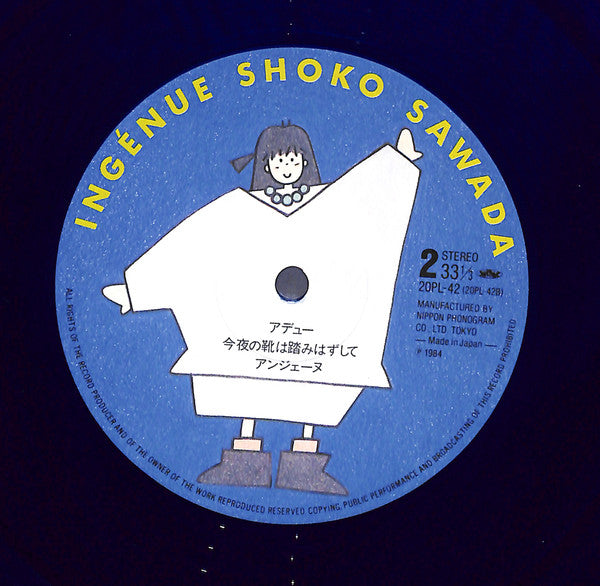 INGÉNUE SHOKO SAWADA
2 STEREO
33 1/3
20PL-42 (20PL-42B)
MANUFACTURED BY
NIPPON PHONOGRAM
CO., LTD. TOKYO
— Made in Japan —
℗ 1984
アデュー
今夜の靴は踏みはずして
アンジェーヌ
ALL RIGHTS OF THE RECORD PRODUCER AND OF THE OWNER OF THE WORK REPRODUCED RESERVED COPYING, PUBLIC PERFORMANCE AND BROADCASTING OF THIS RECORD PROHIBITED